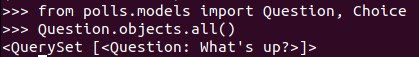 >>> from polls.models import Question, Choice
>>> Question.objects.all()
<QuerySet [<Question: What's up?>]>